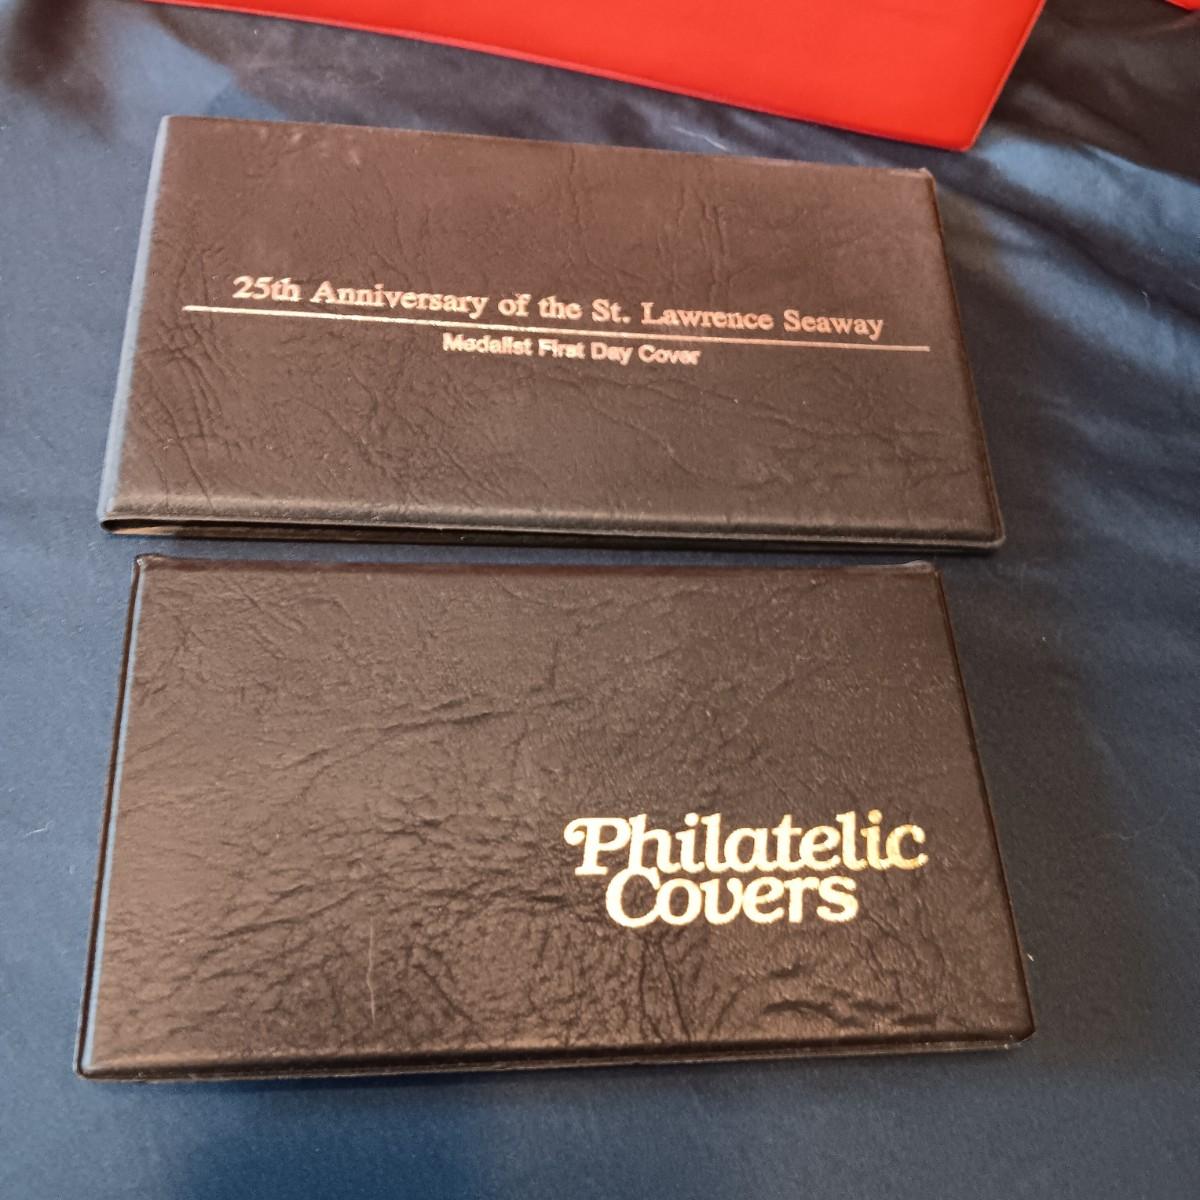 25th Anniversary of the St. Lawrence Seaway
Medalist First Day Cover
Philatelic
Covers